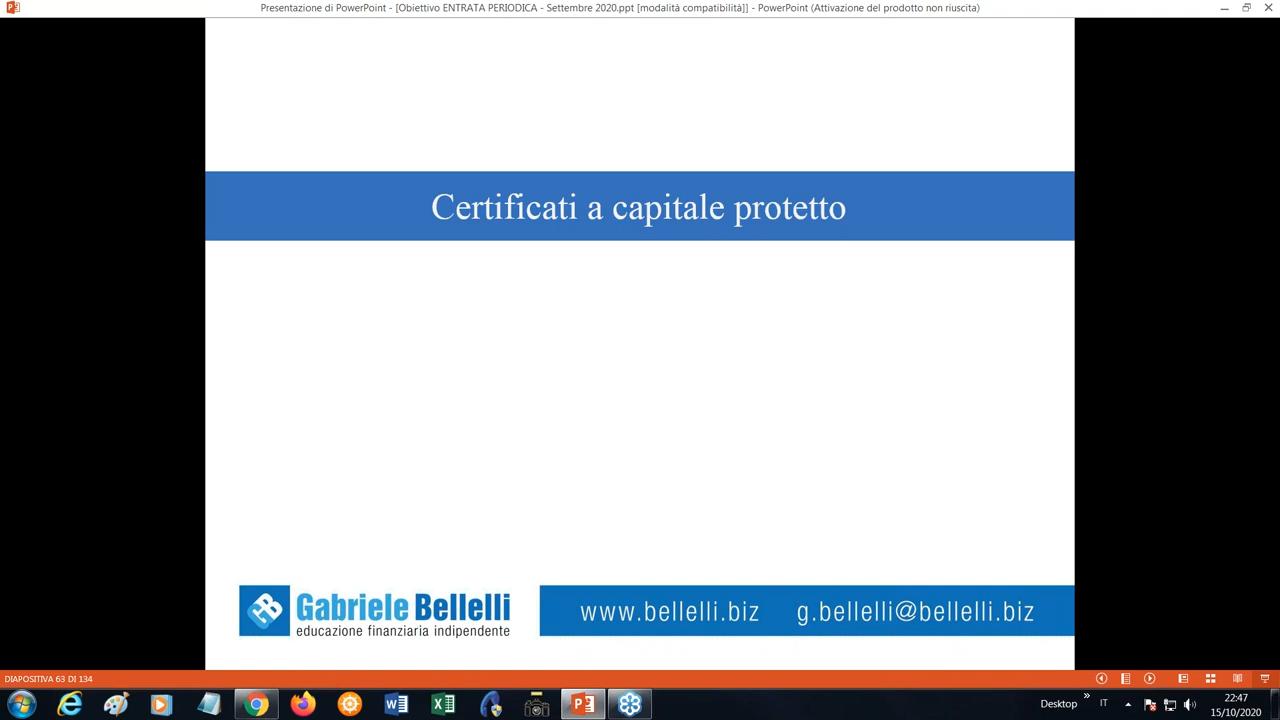 Presentazione di PowerPoint - [Obiettivo ENTRATA PERIODICA - Settembre 2020.ppt [modalità compatibilità]] - PowerPoint (Attivazione del prodotto non riuscita)
Certificati a capitale protetto
Gabriele Bellelli
educazione finanziaria indipendente
www.bellelli.biz g.bellelli@bellelli.biz
DIAPOSITIVA 63 DI 134
Desktop
IT
22:47
15/10/2020